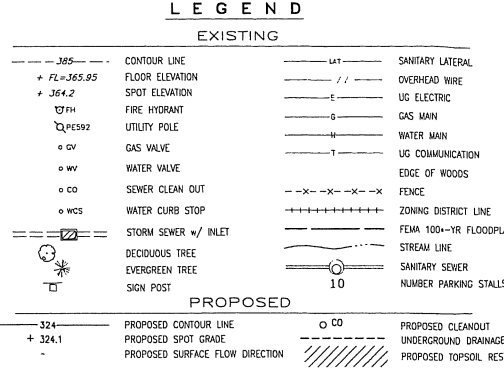 LEGEND
EXISTING
385 CONTOUR LINE
+ FL=365.95 FLOOR ELEVATION
+ 364.2 SPOT ELEVATION
FH FIRE HYDRANT
PE592 UTILITY POLE
GV GAS VALVE
WV WATER VALVE
CO SEWER CLEAN OUT
WCS WATER CURB STOP
STORM SEWER w/ INLET
DECIDUOUS TREE
EVERGREEN TREE
SIGN POST
LAT SANITARY LATERAL
OVERHEAD WIRE
E UG ELECTRIC
G GAS MAIN
W WATER MAIN
T UG COMMUNICATION
EDGE OF WOODS
FENCE
ZONING DISTRICT LINE
FEMA 100-YR FLOODPLA
STREAM LINE
SANITARY SEWER
10 NUMBER PARKING STALLS
PROPOSED
324 PROPOSED CONTOUR LINE
+ 324.1 PROPOSED SPOT GRADE
PROPOSED SURFACE FLOW DIRECTION
CO PROPOSED CLEANOUT
UNDERGROUND DRAINAGE
PROPOSED TOPSOIL RES